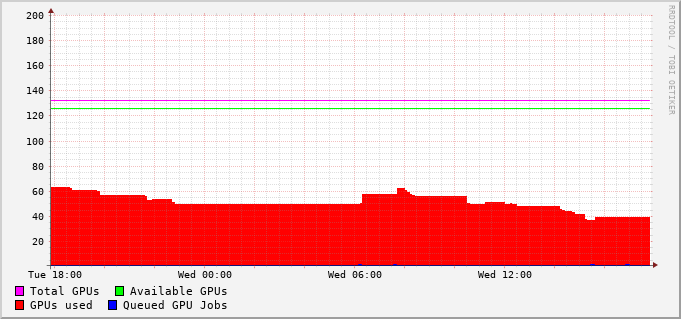 200
180
160
140
120
100
80
60
40
20
Tue 18:00 Wed 00:00 Wed 06:00 Wed 12:00
Total GPUs Available GPUs
GPUs used Queued GPU Jobs
RRDTOOL / TOBI OETIKER